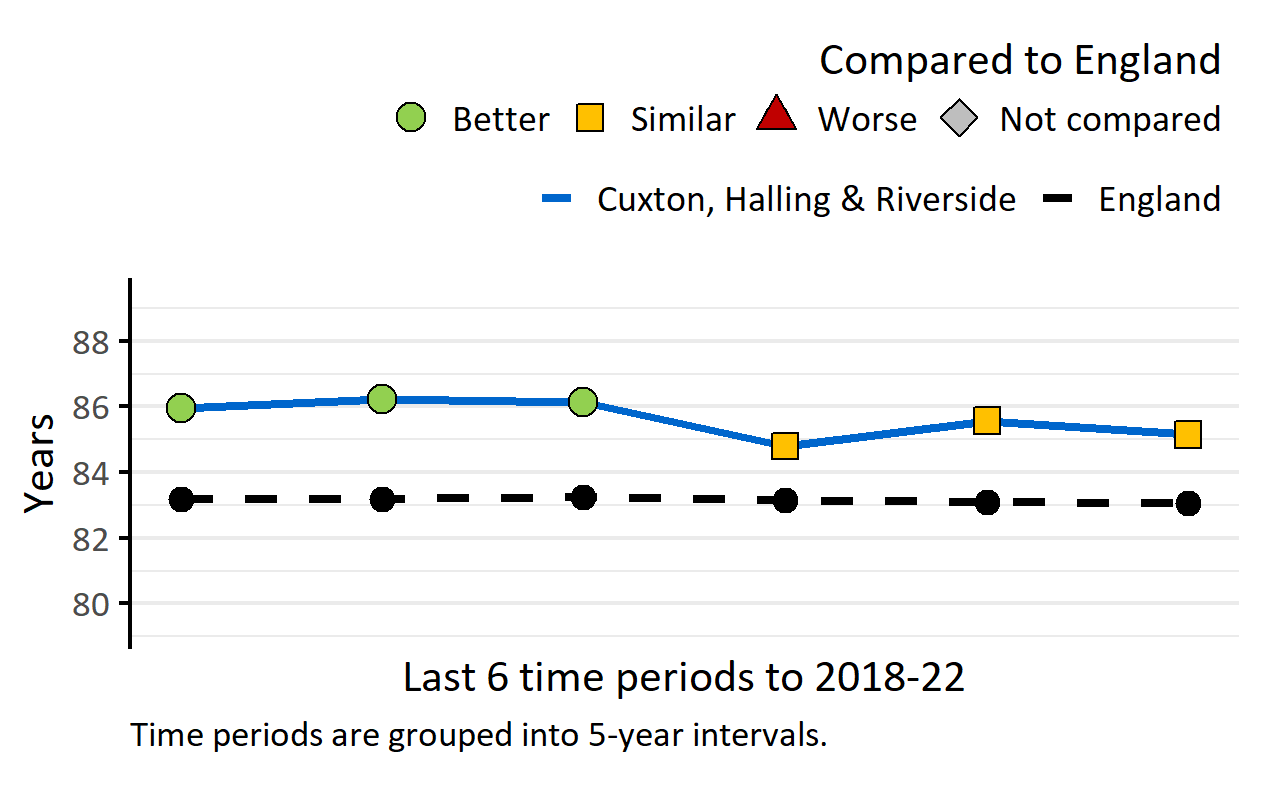 Compared to England
Better Similar Worse Not compared
Cuxton, Halling & Riverside England
88
86
84
82
80
Years
Last 6 time periods to 2018-22
Time periods are grouped into 5-year intervals.